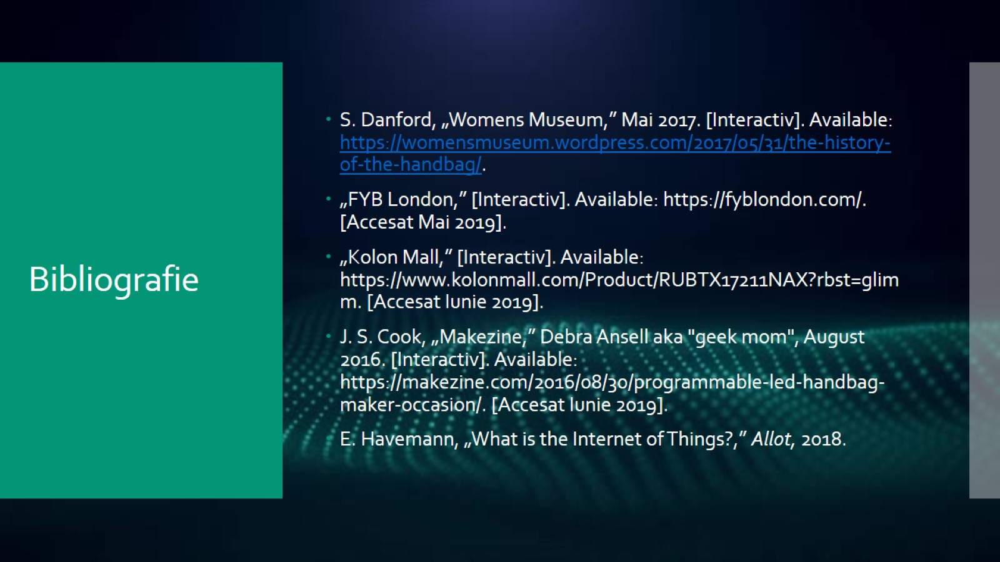 Bibliografie
• S. Danford, „Womens Museum,” Mai 2017. [Interactiv]. Available:
https://womensmuseum.wordpress.com/2017/05/31/the-history-
of-the-handbag/.
• „FYB London,” [Interactiv]. Available: https://fyblondon.com/.
[Accesat Mai 2019].
• „Kolon Mall,” [Interactiv]. Available:
https://www.kolonmall.com/Product/RUBTX17211NAX?rbst=glim
m. [Accesat Iunie 2019].
• J. S. Cook, „Makezine,” Debra Ansell aka "geek mom", August
2016. [Interactiv]. Available:
https://makezine.com/2016/08/30/programmable-led-handbag-
maker-occasion/. [Accesat Iunie 2019].
• E. Havemann, „What is the Internet of Things?,” Allot, 2018.